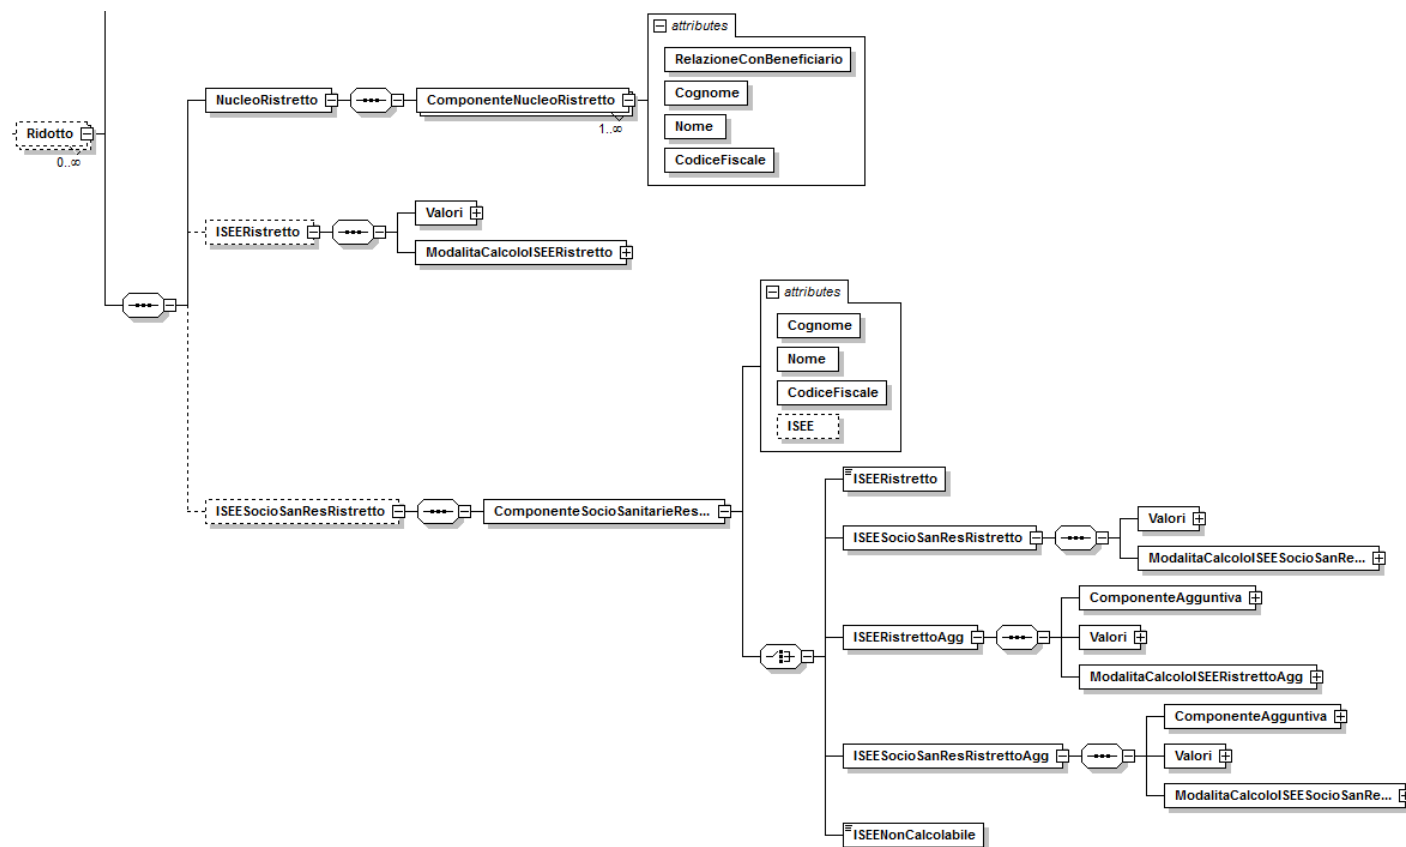 attributes
RelazioneConBeneficiario
Cognome
Nome
CodiceFiscale
NucleoRistretto
ComponenteNucleoRistretto
1..∞
Ridotto
0..∞
ISEERistretto
Valori
ModalitaCalcoloISEERistretto
attributes
Cognome
Nome
CodiceFiscale
ISEE
ISEESocioSanResRistretto
ComponenteSocioSanitarieRes...
ISEERistretto
ISEESocioSanResRistretto
Valori
ModalitaCalcoloISEESocioSanRe...
ISEERistrettoAgg
ComponenteAgguntiva
Valori
ModalitaCalcoloISEERistrettoAgg
ISEESocioSanResRistrettoAgg
ComponenteAgguntiva
Valori
ModalitaCalcoloISEESocioSanRe...
ISEENonCalcolabile